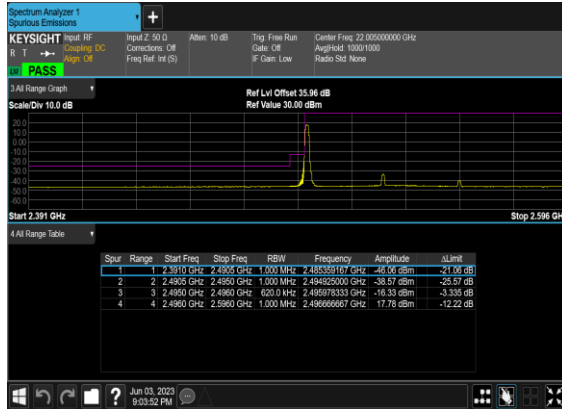 Spectrum Analyzer 1
Spurious Emissions
+
KEYSIGHT Input: RF Input Z: 50 Ω Atten: 10 dB Trig: Free Run Center Freq: 22.005000000 GHz
R T Coupling: DC Corrections: Off Gate: Off Avg|Hold: 1000/1000
Align: Off Freq Ref: Int (S) IF Gain: Low Radio Std: None
PASS
3 All Range Graph Ref Lvl Offset 35.96 dB
Scale/Div 10.0 dB Ref Value 30.00 dBm
20.0
10.0
0.00
-10.0
-20.0
-30.0
-40.0
-50.0
-60.0
Start 2.391 GHz Stop 2.596 GH
4 All Range Table
Spur Range Start Freq Stop Freq RBW Frequency Amplitude ΔLimit
1 1 2.3910 GHz 2.4905 GHz 1.000 MHz 2.485359167 GHz -46.06 dBm -21.06 dB
2 2 2.4905 GHz 2.4950 GHz 1.000 MHz 2.494925000 GHz -38.57 dBm -25.57 dB
3 3 2.4950 GHz 2.4960 GHz 620.0 kHz 2.495978333 GHz -16.33 dBm -3.335 dB
4 4 2.4960 GHz 2.5960 GHz 1.000 MHz 2.496666667 GHz 17.78 dBm -12.22 dB
? Jun 03, 2023
9:03:52 PM